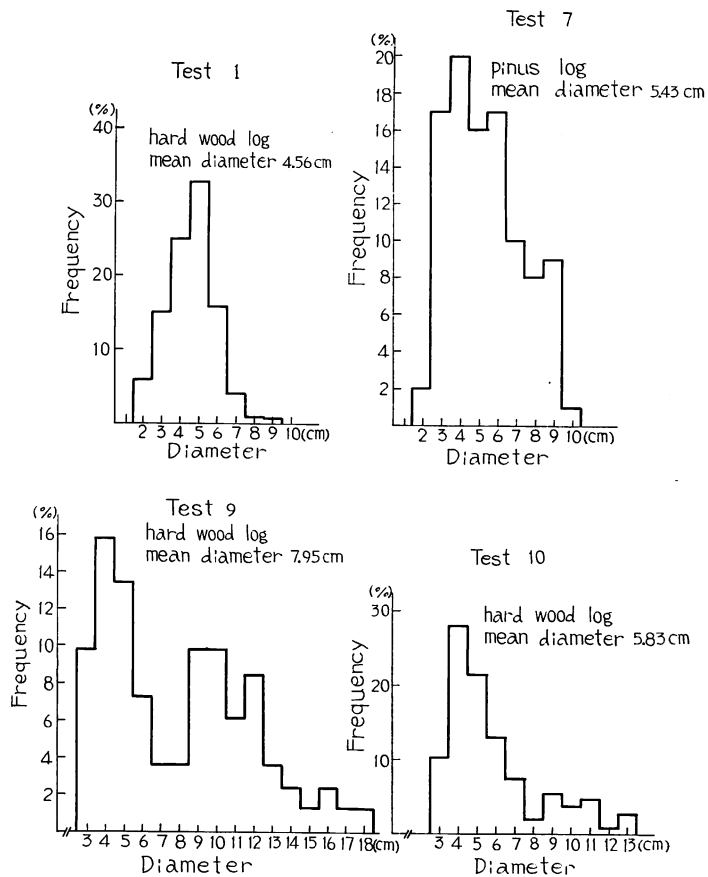 Test 1
(%)
hard wood log
mean diameter 4.56 cm
40
30
20
10
Frequency
2 3 4 5 6 7 8 9 10(cm)
Diameter
Test 7
(%)
pinus log
mean diameter 5.43 cm
20
18
16
14
12
10
8
6
4
2
Frequency
2 3 4 5 6 7 8 9 10(cm)
Diameter
Test 9
(%)
hard wood log
mean diameter 7.95 cm
16
14
12
10
8
6
4
2
Frequency
3 4 5 6 7 8 9 10 11 12 13 14 15 16 17 18(cm)
Diameter
Test 10
(%)
hard wood log
mean diameter 5.83 cm
30
20
10
Frequency
3 4 5 6 7 8 9 10 11 12 13(cm)
Diameter